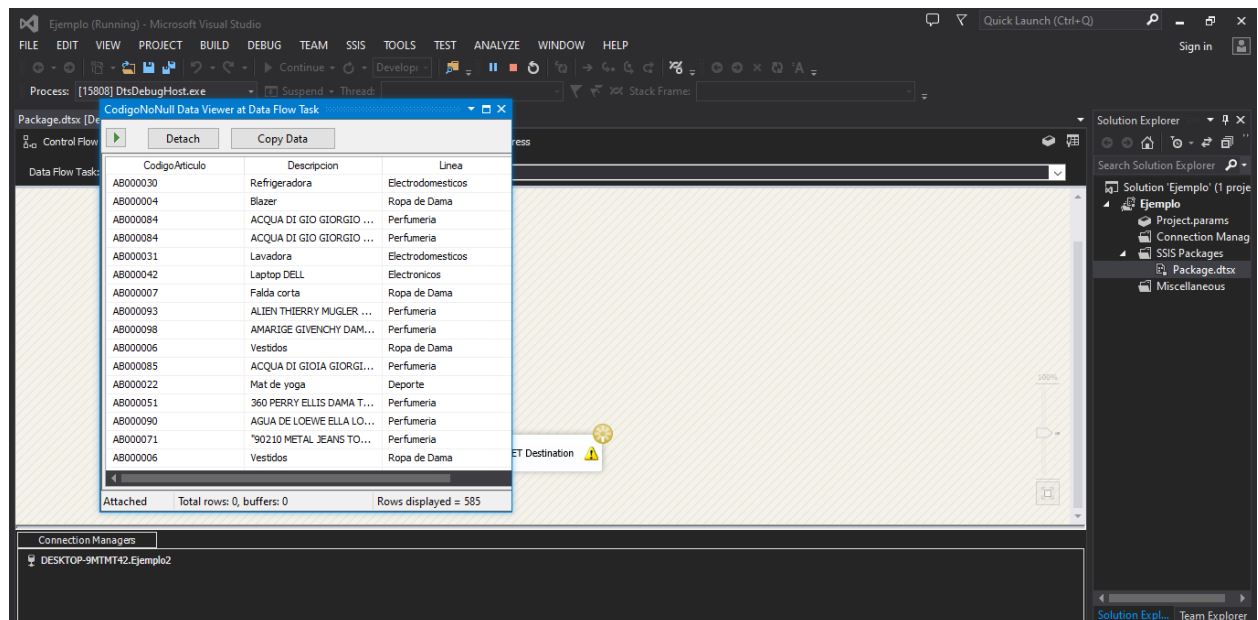 Ejemplo (Running) - Microsoft Visual Studio
Quick Launch (Ctrl+Q)
FILE EDIT VIEW PROJECT BUILD DEBUG TEAM SSIS TOOLS TEST ANALYZE WINDOW HELP
Sign in
Continue
Developi
Process: [15808] DtsDebugHost.exe
Suspend
Thread:
Stack Frame:
Package.dtsx [De
CodigoNoNull Data Viewer at Data Flow Task
Solution Explorer
Control Flow
Detach
Copy Data
ress
Data Flow Task:
Search Solution Explorer
CodigoArticulo Descripcion Linea
AB000030 Refrigeradora Electrodomesticos
AB000004 Blazer Ropa de Dama
AB000084 ACQUA DI GIO GIORGIO ... Perfumeria
AB000084 ACQUA DI GIO GIORGIO ... Perfumeria
AB000031 Lavadora Electrodomesticos
AB000042 Laptop DELL Electronicos
AB000007 Falda corta Ropa de Dama
AB000093 ALIEN THIERRY MUGLER ... Perfumeria
AB000098 AMARIGE GIVENCHY DAM... Perfumeria
AB000006 Vestidos Ropa de Dama
AB000085 ACQUA DI GIOIA GIORGI... Perfumeria
AB000022 Mat de yoga Deporte
AB000051 360 PERRY ELLIS DAMA T... Perfumeria
AB000090 AGUA DE LOEWE ELLA LO... Perfumeria
AB000071 "90210 METAL JEANS TO... Perfumeria
AB000006 Vestidos Ropa de Dama
Attached Total rows: 0, buffers: 0 Rows displayed = 585
ET Destination
100%
Solution 'Ejemplo' (1 proje
Ejemplo
Project.params
Connection Manag
SSIS Packages
Package.dtsx
Miscellaneous
Connection Managers
DESKTOP-9MTMT42.Ejemplo2
Solution Expl... Team Explorer